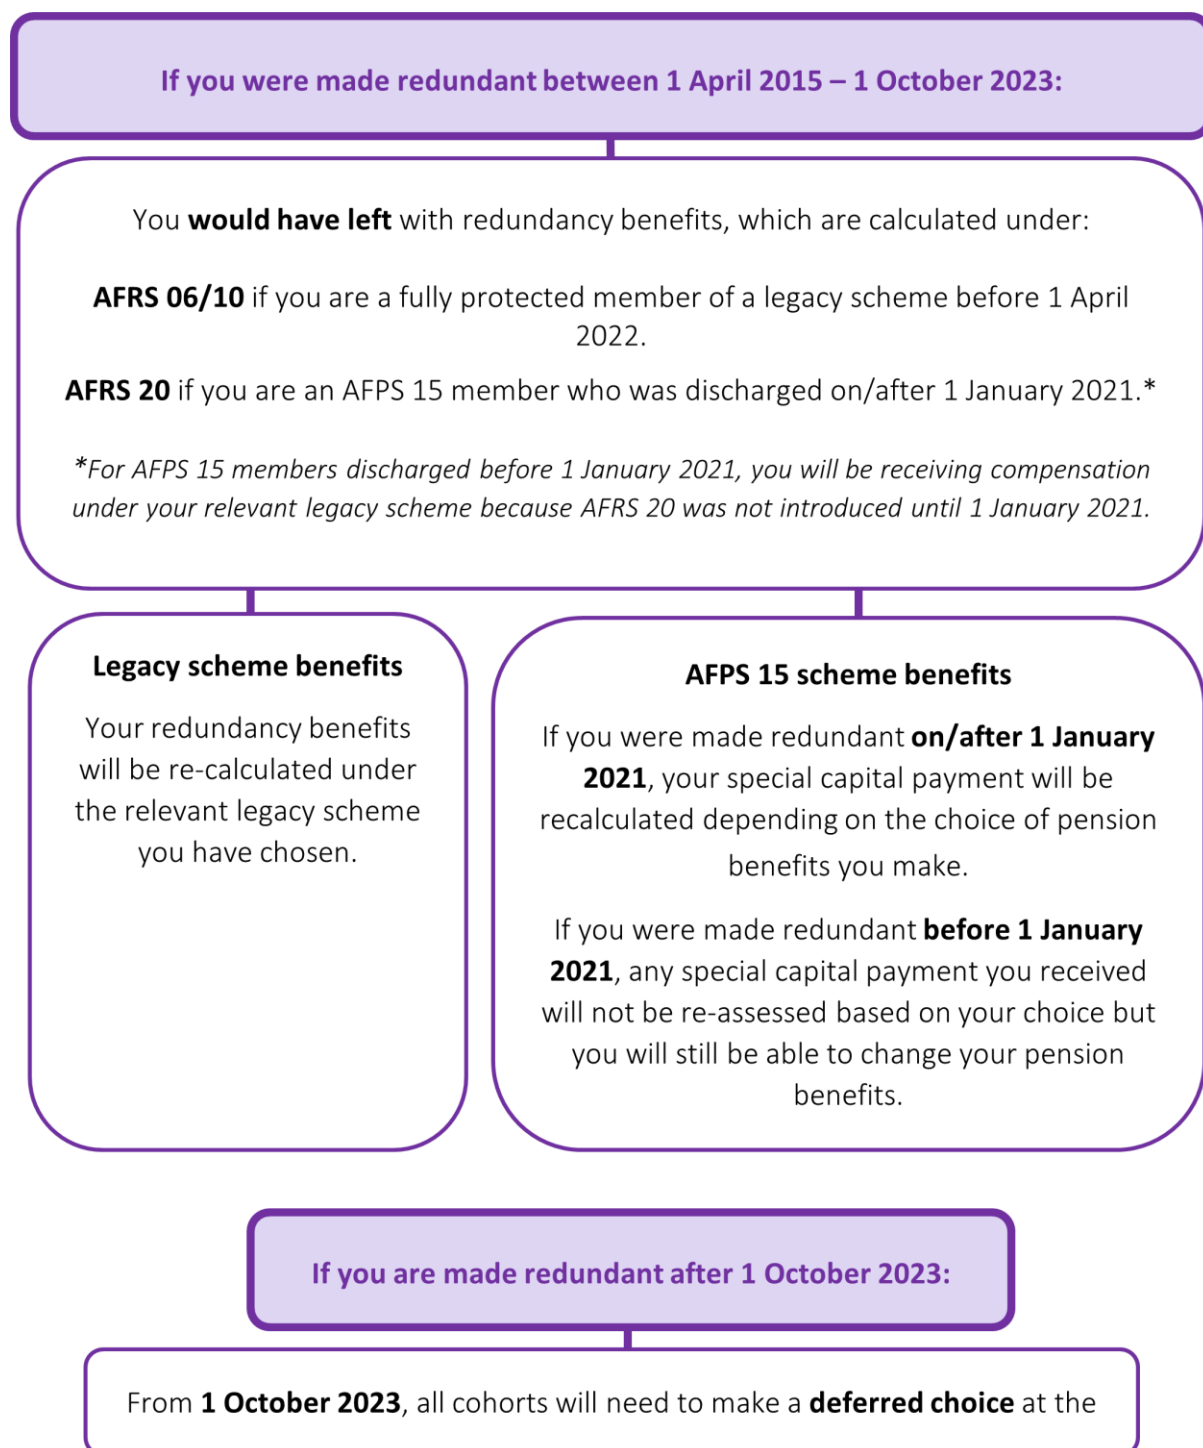 If you were made redundant between 1 April 2015 – 1 October 2023:
You would have left with redundancy benefits, which are calculated under:
AFRS 06/10 if you are a fully protected member of a legacy scheme before 1 April
2022.
AFRS 20 if you are an AFPS 15 member who was discharged on/after 1 January 2021.*
*For AFPS 15 members discharged before 1 January 2021, you will be receiving compensation
under your relevant legacy scheme because AFRS 20 was not introduced until 1 January 2021.
Legacy scheme benefits
Your redundancy benefits
will be re-calculated under
the relevant legacy scheme
you have chosen.
AFPS 15 scheme benefits
If you were made redundant on/after 1 January
2021, your special capital payment will be
recalculated depending on the choice of pension
benefits you make.
If you were made redundant before 1 January
2021, any special capital payment you received
will not be re-assessed based on your choice but
you will still be able to change your pension
benefits.
If you are made redundant after 1 October 2023:
From 1 October 2023, all cohorts will need to make a deferred choice at the